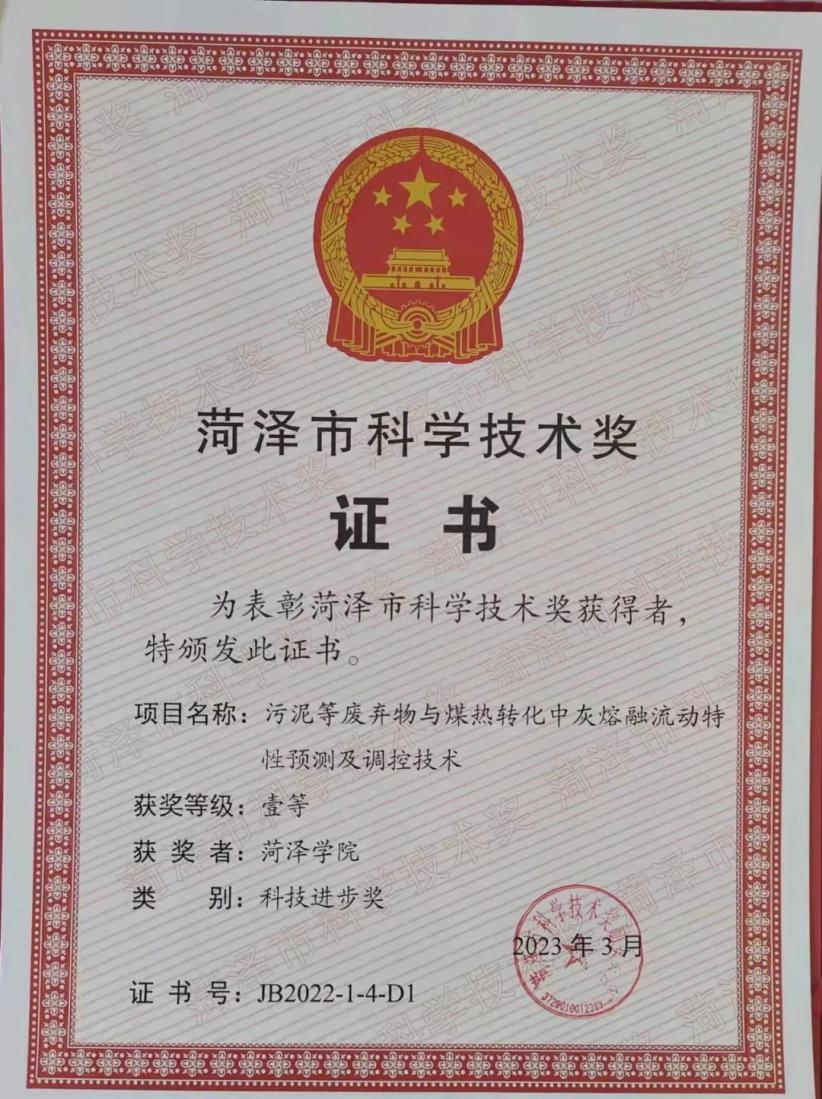 菏泽市科学技术奖
证 书
为表彰菏泽市科学技术奖获得者，
特颁发此证书。
项目名称：污泥等废弃物与煤热转化中灰熔融流动特
性预测及调控技术
获奖等级：壹等
获 奖 者：菏泽学院
类 别：科技进步奖
2023 年 3 月
证 书 号：JB2022-1-4-D1